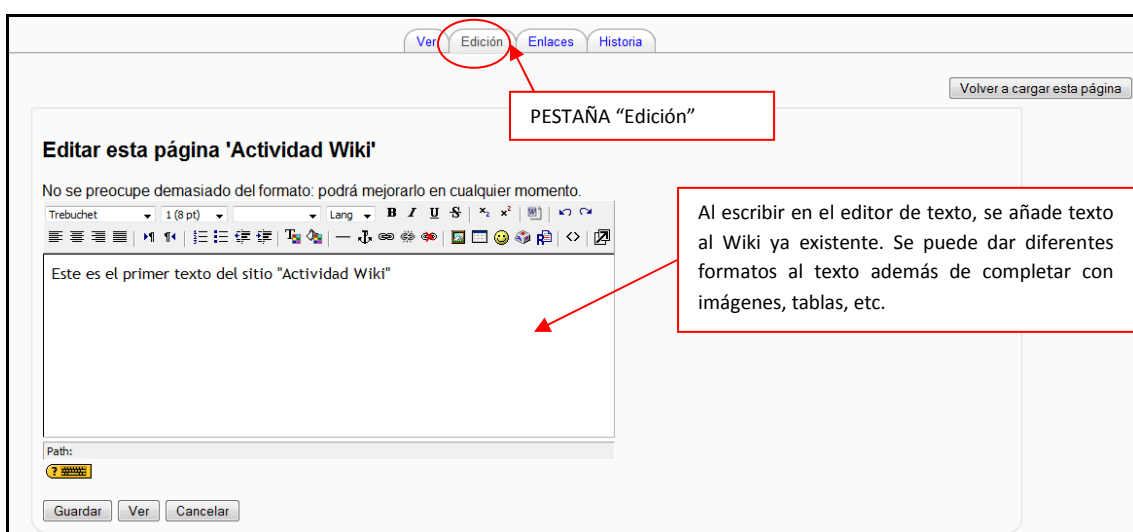 Ver Edición Enlaces Historia
Volver a cargar esta página
PESTAÑA “Edición”
Editar esta página 'Actividad Wiki'
No se preocupe demasiado del formato: podrá mejorarlo en cualquier momento.
Trebuchet 1 (8 pt) Lang B I U S x₂ x²
Este es el primer texto del sitio "Actividad Wiki"
Al escribir en el editor de texto, se añade texto
al Wiki ya existente. Se puede dar diferentes
formatos al texto además de completar con
imágenes, tablas, etc.
Path:
?
Guardar Ver Cancelar